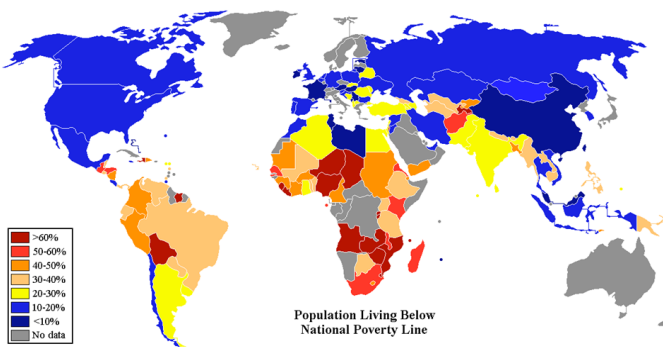 >60%
50-60%
40-50%
30-40%
20-30%
10-20%
<10%
No data
Population Living Below
National Poverty Line